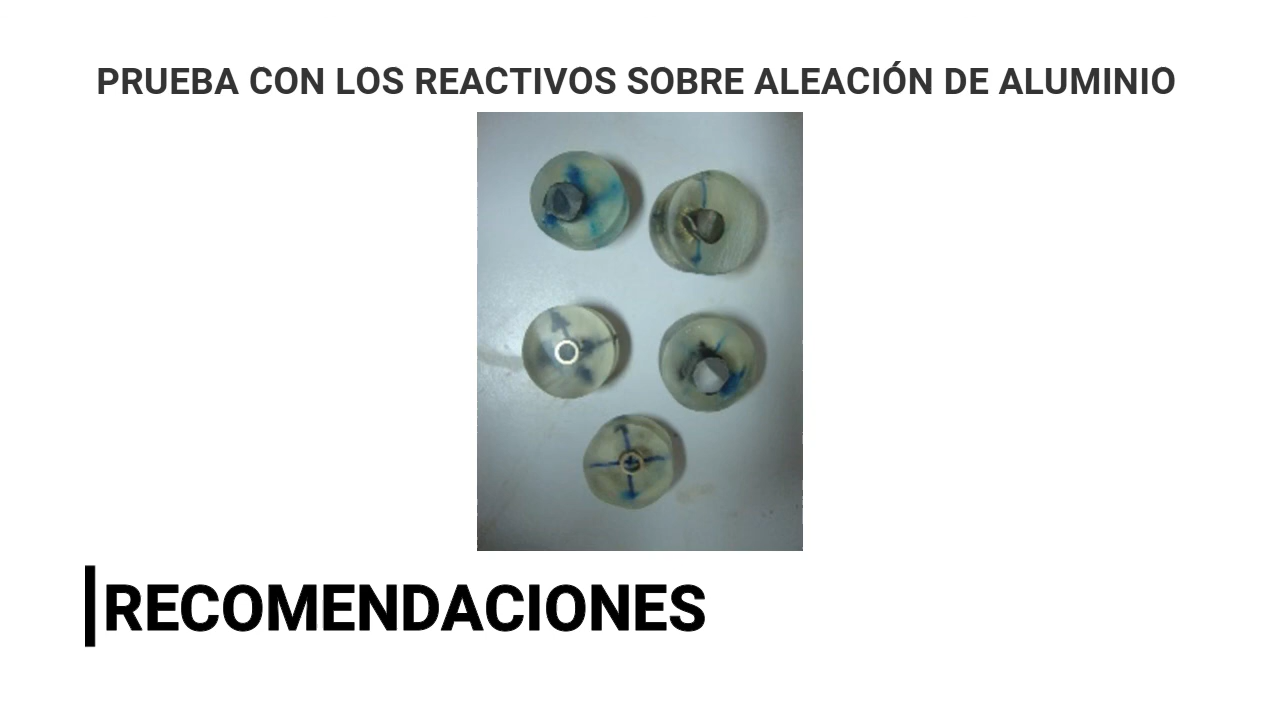 PRUEBA CON LOS REACTIVOS SOBRE ALEACIÓN DE ALUMINIO
RECOMENDACIONES